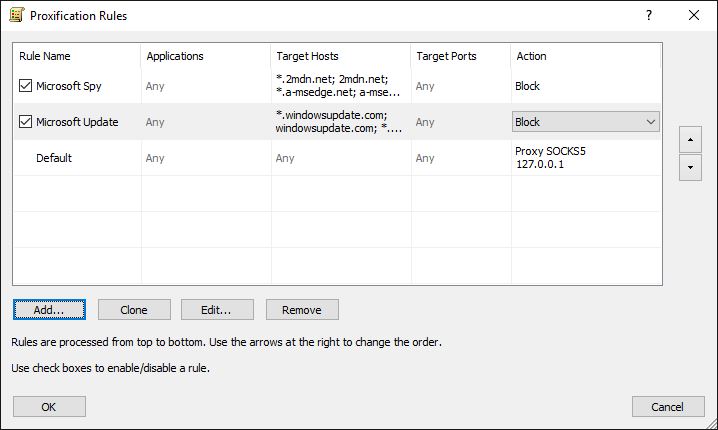 Proxification Rules
Rule Name Applications Target Hosts Target Ports Action
Microsoft Spy Any *.2mdn.net; 2mdn.net; Any Block
*.a-msedge.net; a-mse...
Microsoft Update Any *.windowsupdate.com; Any Block
windowsupdate.com; *....
Default Any Any Any Proxy SOCKS5
127.0.0.1
Add... Clone Edit... Remove
Rules are processed from top to bottom. Use the arrows at the right to change the order.
Use check boxes to enable/disable a rule.
OK Cancel